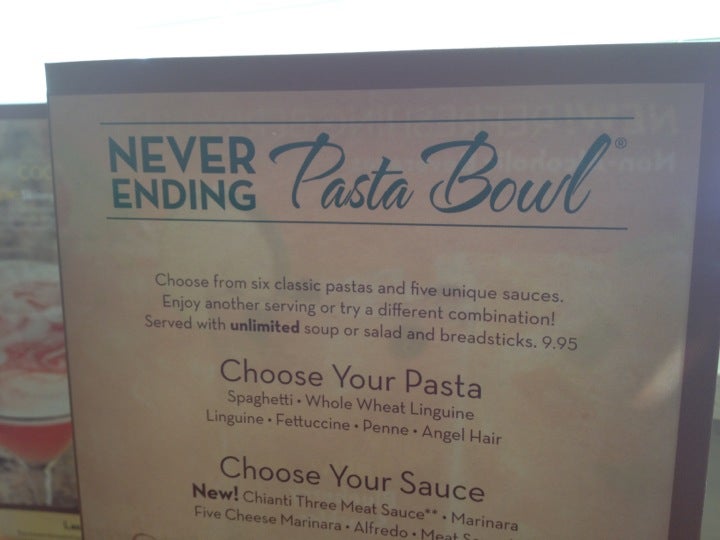 NEVER ENDING Pasta Bowl®
Choose from six classic pastas and five unique sauces.
Enjoy another serving or try a different combination!
Served with unlimited soup or salad and breadsticks. 9.95
Choose Your Pasta
Spaghetti • Whole Wheat Linguine
Linguine • Fettuccine • Penne • Angel Hair
Choose Your Sauce
New! Chianti Three Meat Sauce** • Marinara
Five Cheese Marinara • Alfredo • Meat